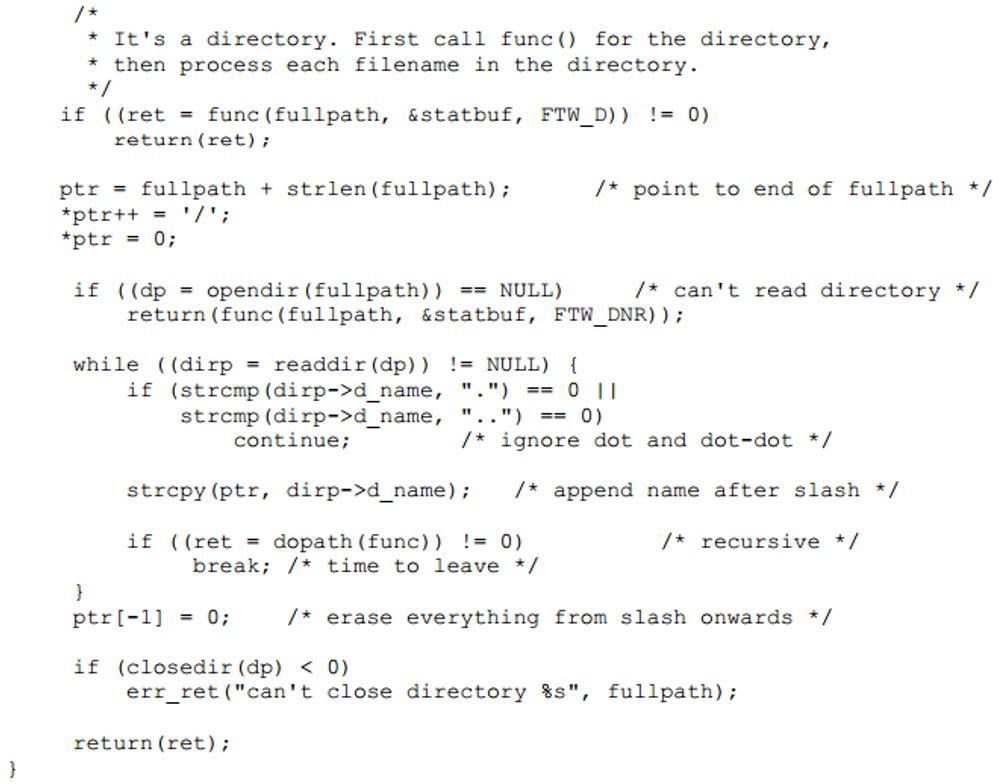 /*
* It's a directory. First call func() for the directory,
* then process each filename in the directory.
*/
if ((ret = func(fullpath, &statbuf, FTW_D)) != 0)
return(ret);
ptr = fullpath + strlen(fullpath); /* point to end of fullpath */
*ptr++ = '/';
*ptr = 0;
if ((dp = opendir(fullpath)) == NULL) /* can't read directory */
return(func(fullpath, &statbuf, FTW_DNR));
while ((dirp = readdir(dp)) != NULL) {
if (strcmp(dirp->d_name, ".") == 0 ||
strcmp(dirp->d_name, "..") == 0)
continue; /* ignore dot and dot-dot */
strcpy(ptr, dirp->d_name); /* append name after slash */
if ((ret = dopath(func)) != 0) /* recursive */
break; /* time to leave */
}
ptr[-1] = 0; /* erase everything from slash onwards */
if (closedir(dp) < 0)
err_ret("can't close directory %s", fullpath);
return(ret);
}